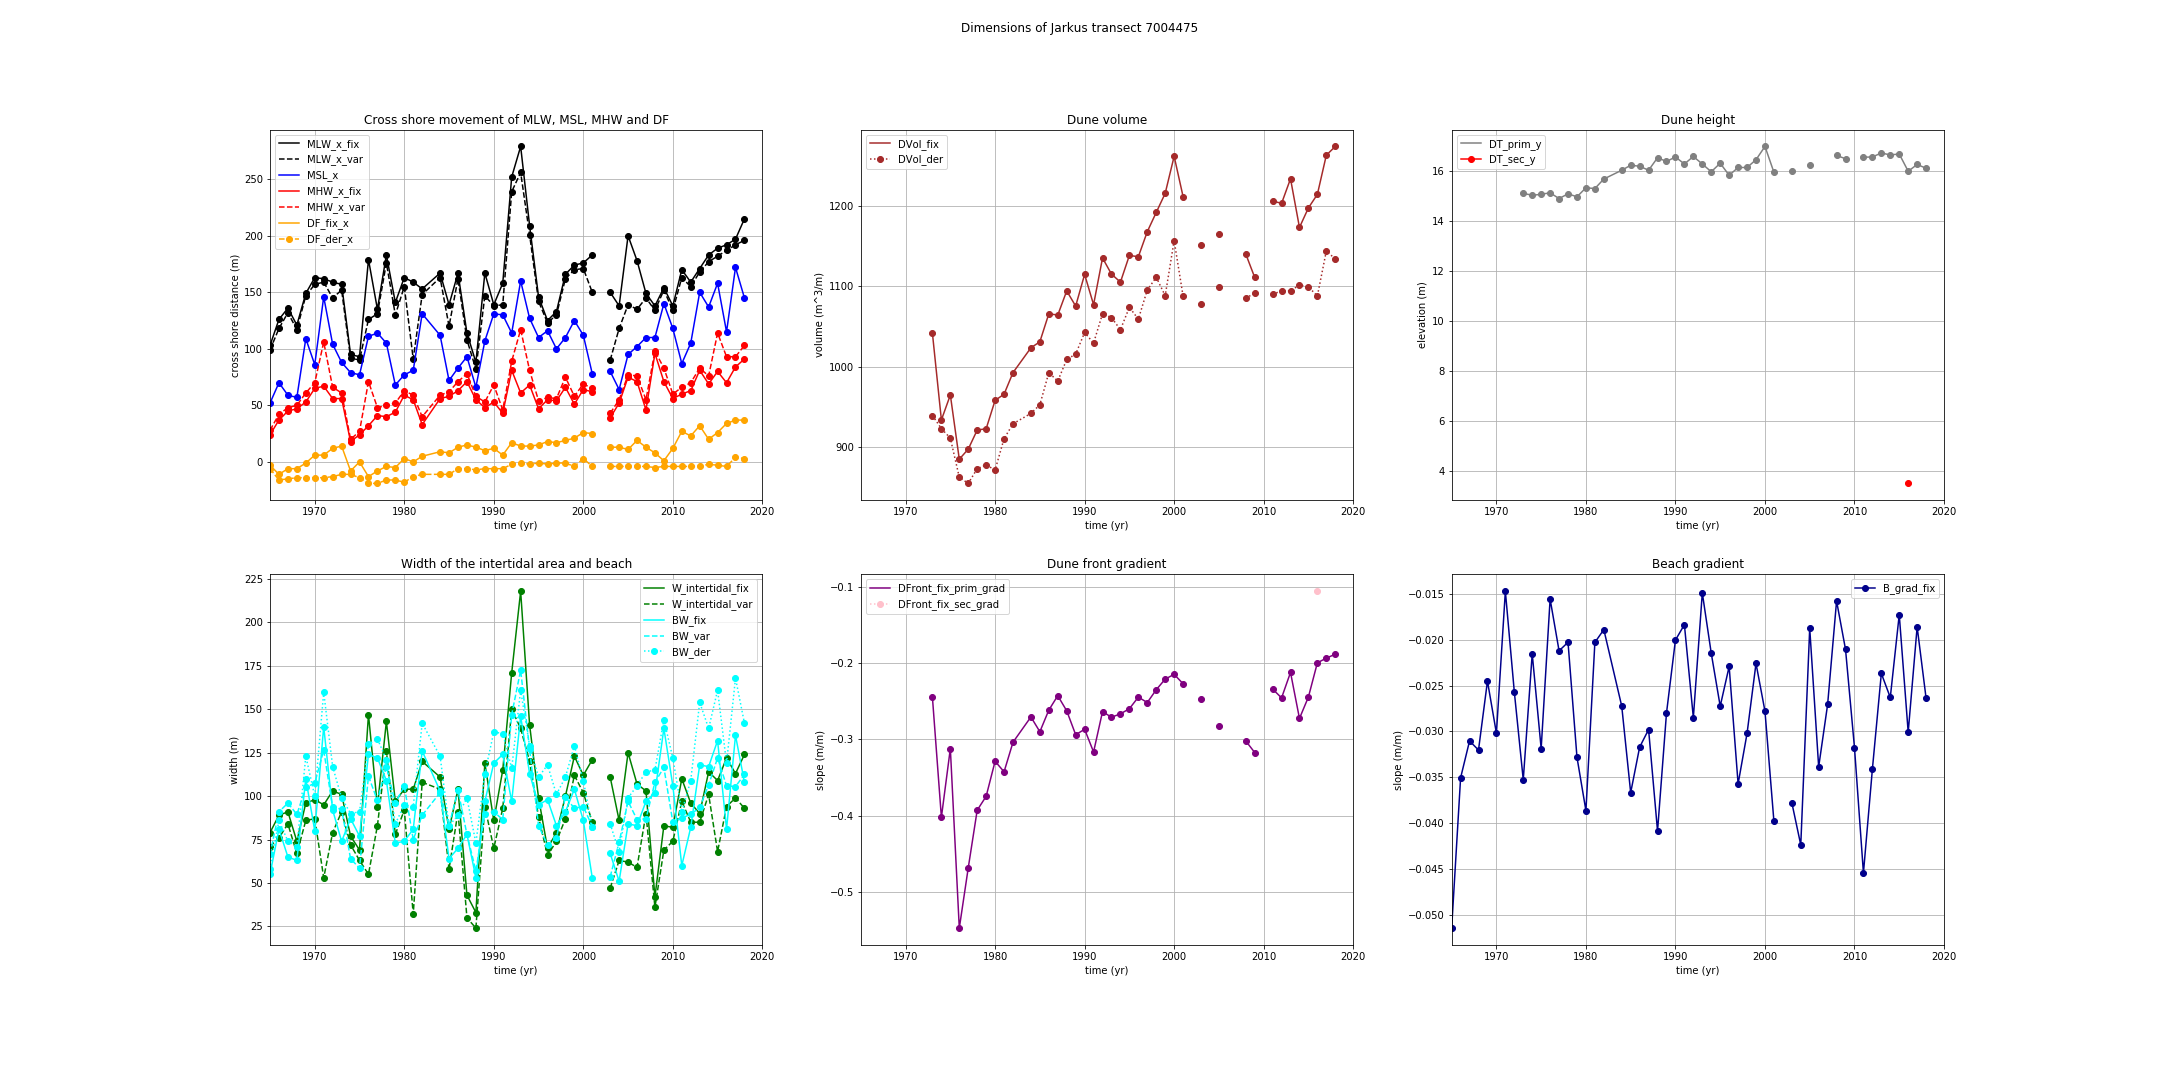 Dimensions of Jarkus transect 7004475
Cross shore movement of MLW, MSL, MHW and DF
MLW_x_fix
MLW_x_var
MSL_x
MHW_x_fix
MHW_x_var
DF_fix_x
DF_der_x
cross shore distance (m)
250
200
150
100
50
0
1970 1980 1990 2000 2010 2020
time (yr)
Dune volume
DVol_fix
DVol_der
volume (m^3/m)
1200
1100
1000
900
1970 1980 1990 2000 2010 2020
time (yr)
Dune height
DT_prim_y
DT_sec_y
elevation (m)
16
14
12
10
8
6
4
1970 1980 1990 2000 2010 2020
time (yr)
Width of the intertidal area and beach
W_intertidal_fix
W_intertidal_var
BW_fix
BW_var
BW_der
width (m)
225
200
175
150
125
100
75
50
25
1970 1980 1990 2000 2010 2020
time (yr)
Dune front gradient
DFront_fix_prim_grad
DFront_fix_sec_grad
slope (m/m)
−0.1
−0.2
−0.3
−0.4
−0.5
1970 1980 1990 2000 2010 2020
time (yr)
Beach gradient
B_grad_fix
slope (m/m)
−0.015
−0.020
−0.025
−0.030
−0.035
−0.040
−0.045
−0.050
1970 1980 1990 2000 2010 2020
time (yr)